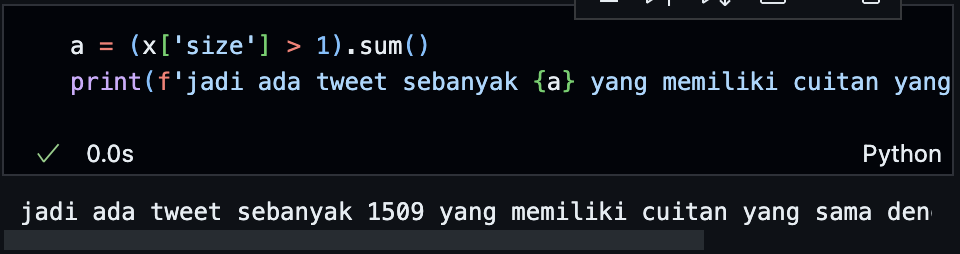 a = (x['size'] > 1).sum()
print(f'jadi ada tweet sebanyak {a} yang memiliki cuitan yang
0.0s
Python
jadi ada tweet sebanyak 1509 yang memiliki cuitan yang sama